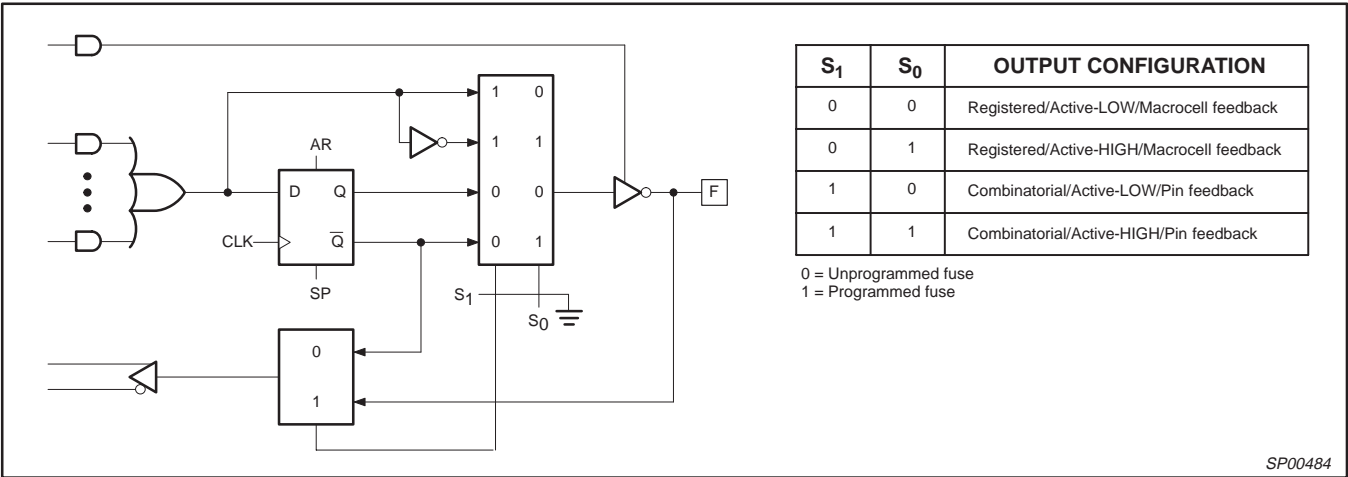 AR
D Q
CLK Q̅
SP
1 0
1 1
0 0
0 1
F
S1
S0
0
1
S1 S0 OUTPUT CONFIGURATION
0 0 Registered/Active-LOW/Macrocell feedback
0 1 Registered/Active-HIGH/Macrocell feedback
1 0 Combinatorial/Active-LOW/Pin feedback
1 1 Combinatorial/Active-HIGH/Pin feedback
0 = Unprogrammed fuse
1 = Programmed fuse
SP00484